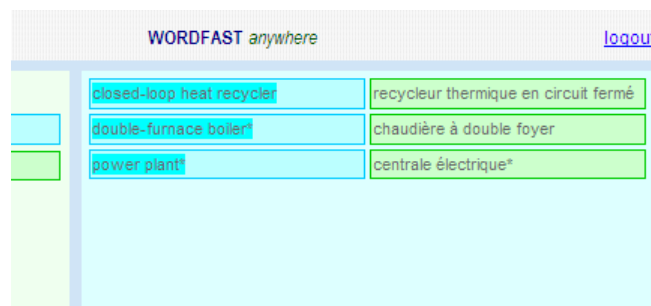 WORDFAST anywhere
logou
closed-loop heat recycler recycleur thermique en circuit fermé
double-furnace boiler* chaudière à double foyer
power plant* centrale électrique*